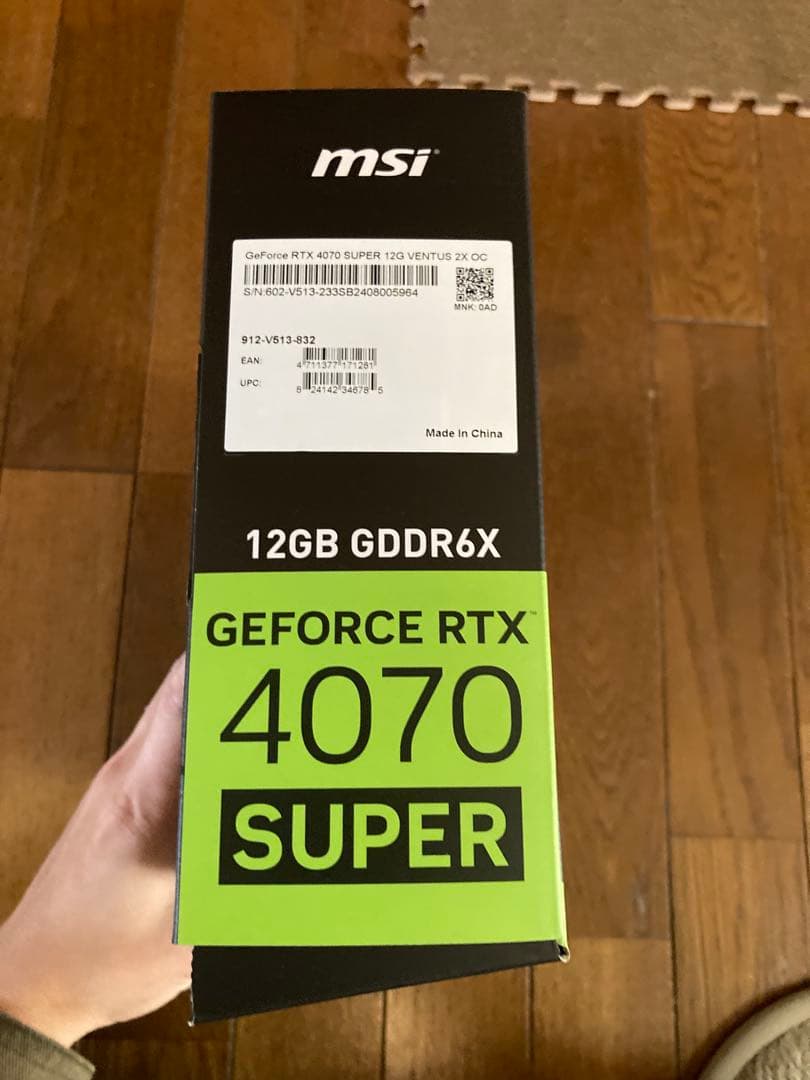 msi
GeForce RTX 4070 SUPER 12G VENTUS 2X OC
S/N:602-V513-233SB2408005964
MNK: 0AD
912-V513-832
EAN:
4 711377 171281
UPC:
8 24142 34678 5
Made In China
12GB GDDR6X
GEFORCE RTX™
4070
SUPER